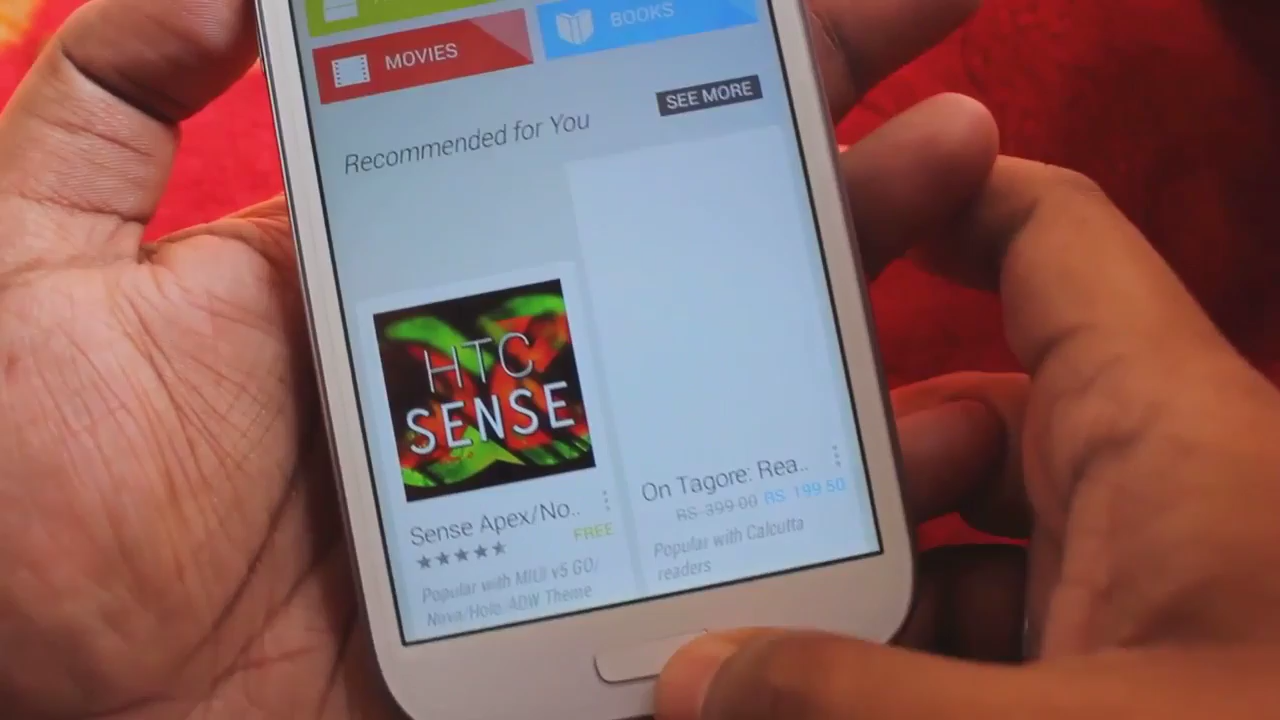 MOVIES
BOOKS
Recommended for You
SEE MORE
HTC
SENSE
Sense Apex/No..
FREE
Popular with MIUI v5 GO/
Nova/Holo/ADW Theme
On Tagore: Rea..
RS 399.00 RS 199.50
Popular with Calcutta
readers